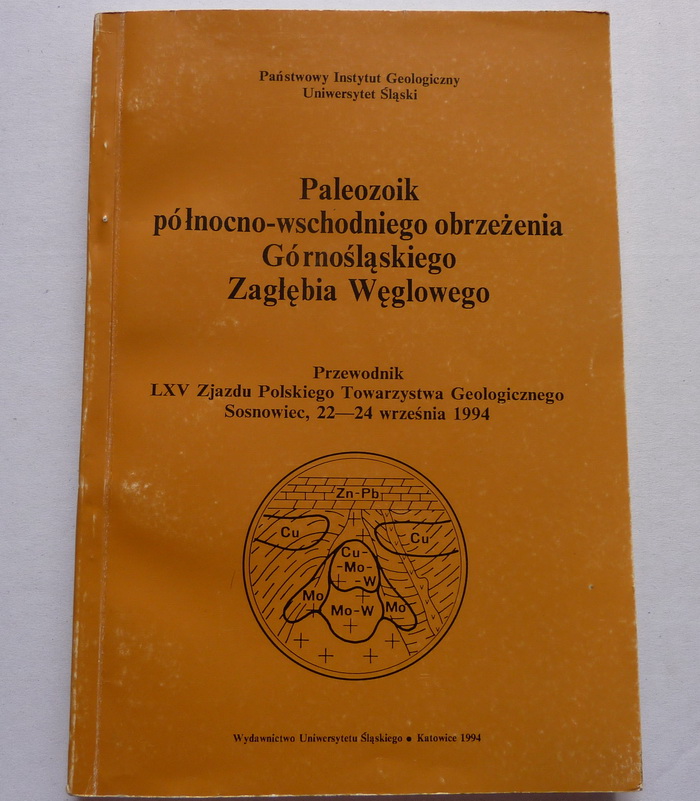 Państwowy Instytut Geologiczny
Uniwersytet Śląski
Paleozoik
północno-wschodniego obrzeżenia
Górnośląskiego
Zagłębia Węglowego
Przewodnik
LXV Zjazdu Polskiego Towarzystwa Geologicznego
Sosnowiec, 22—24 września 1994
Zn-Pb
Cu
Cu
Cu-
-Mo-
-W
Mo
Mo-W
Mo
Wydawnictwo Uniwersytetu Śląskiego ● Katowice 1994